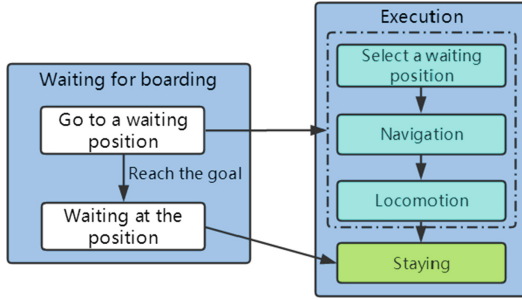 Waiting for boarding
Go to a waiting
position
Reach the goal
Waiting at the
position
Execution
Select a waiting
position
Navigation
Locomotion
Staying